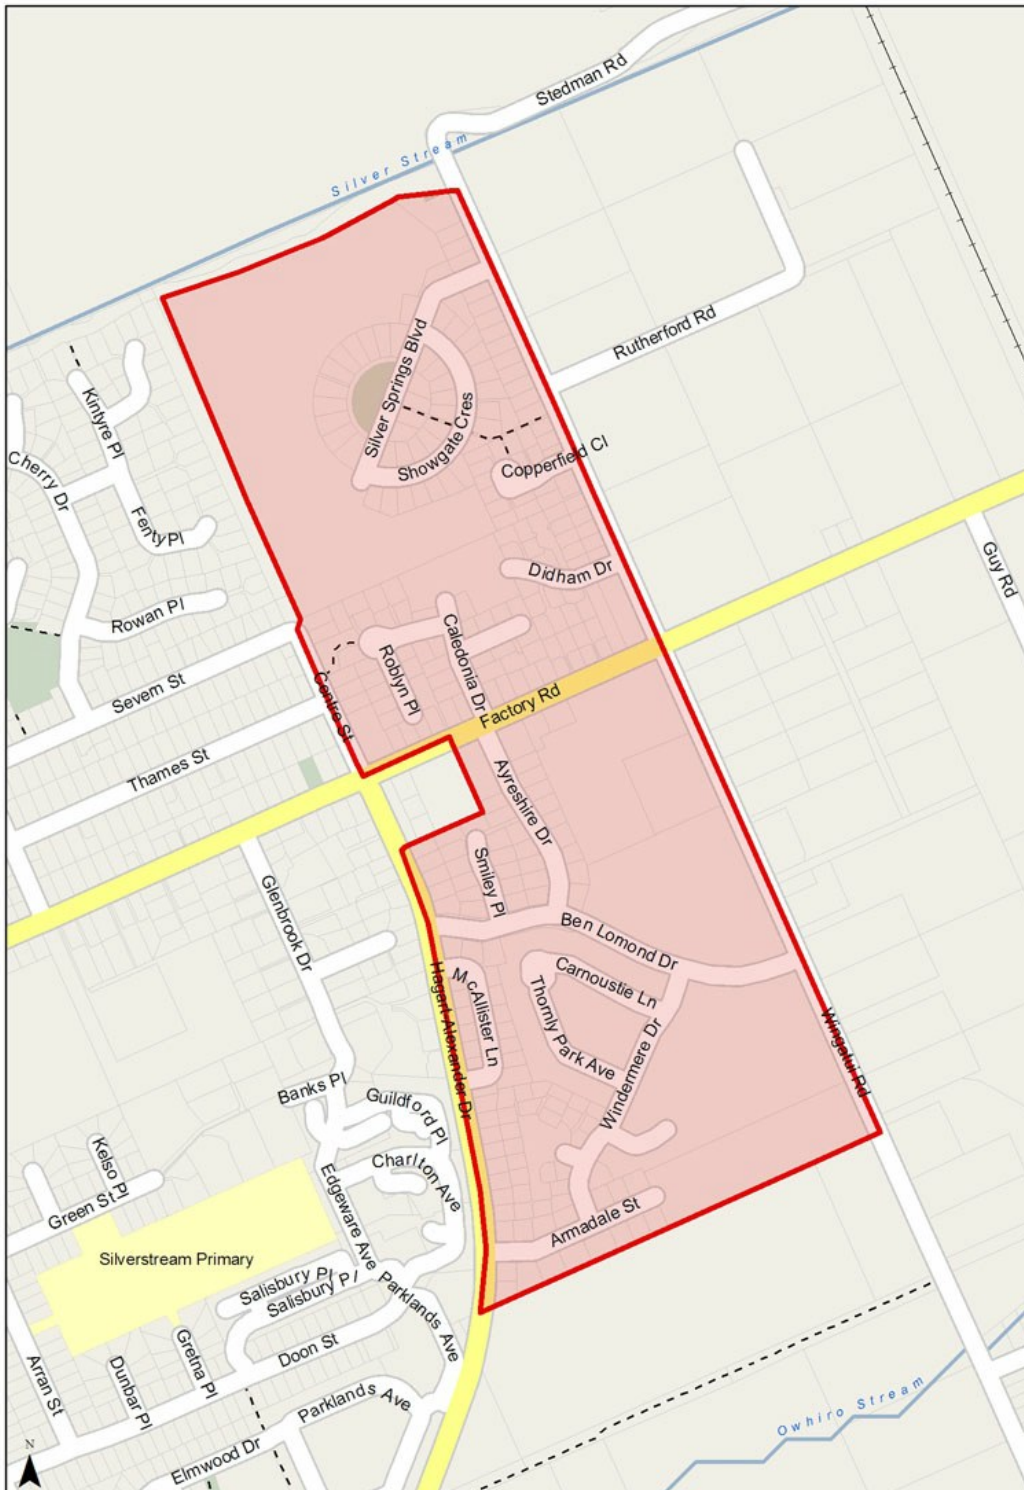 Stedman Rd
Silver Stream
Rutherford Rd
Silver Springs Blvd
Showgate Cres
Copperfield Cl
Kintyre Pl
Cherry Dr
Fenty Pl
Rowan Pl
Didham Dr
Guy Rd
Severn St
Roblyn Pl
Caledonia Dr
Centre St
Factory Rd
Thames St
Ayreshire Dr
Smiley Pl
Glenbrook Dr
Ben Lomond Dr
Carnoustie Ln
McAllister Ln
Thornly Park Ave
Hagart-Alexander Dr
Windermere Dr
Wingatui Rd
Banks Pl
Guildford Pl
Charlton Ave
Kelso Pl
Green St
Edgeware Ave
Armadale St
Silverstream Primary
Salisbury Pl
Salisbury Pl
Parklands Ave
Doon St
Gretna Pl
Dunbar Pl
Arran St
Parklands Ave
Elmwood Dr
Owhiro Stream
N